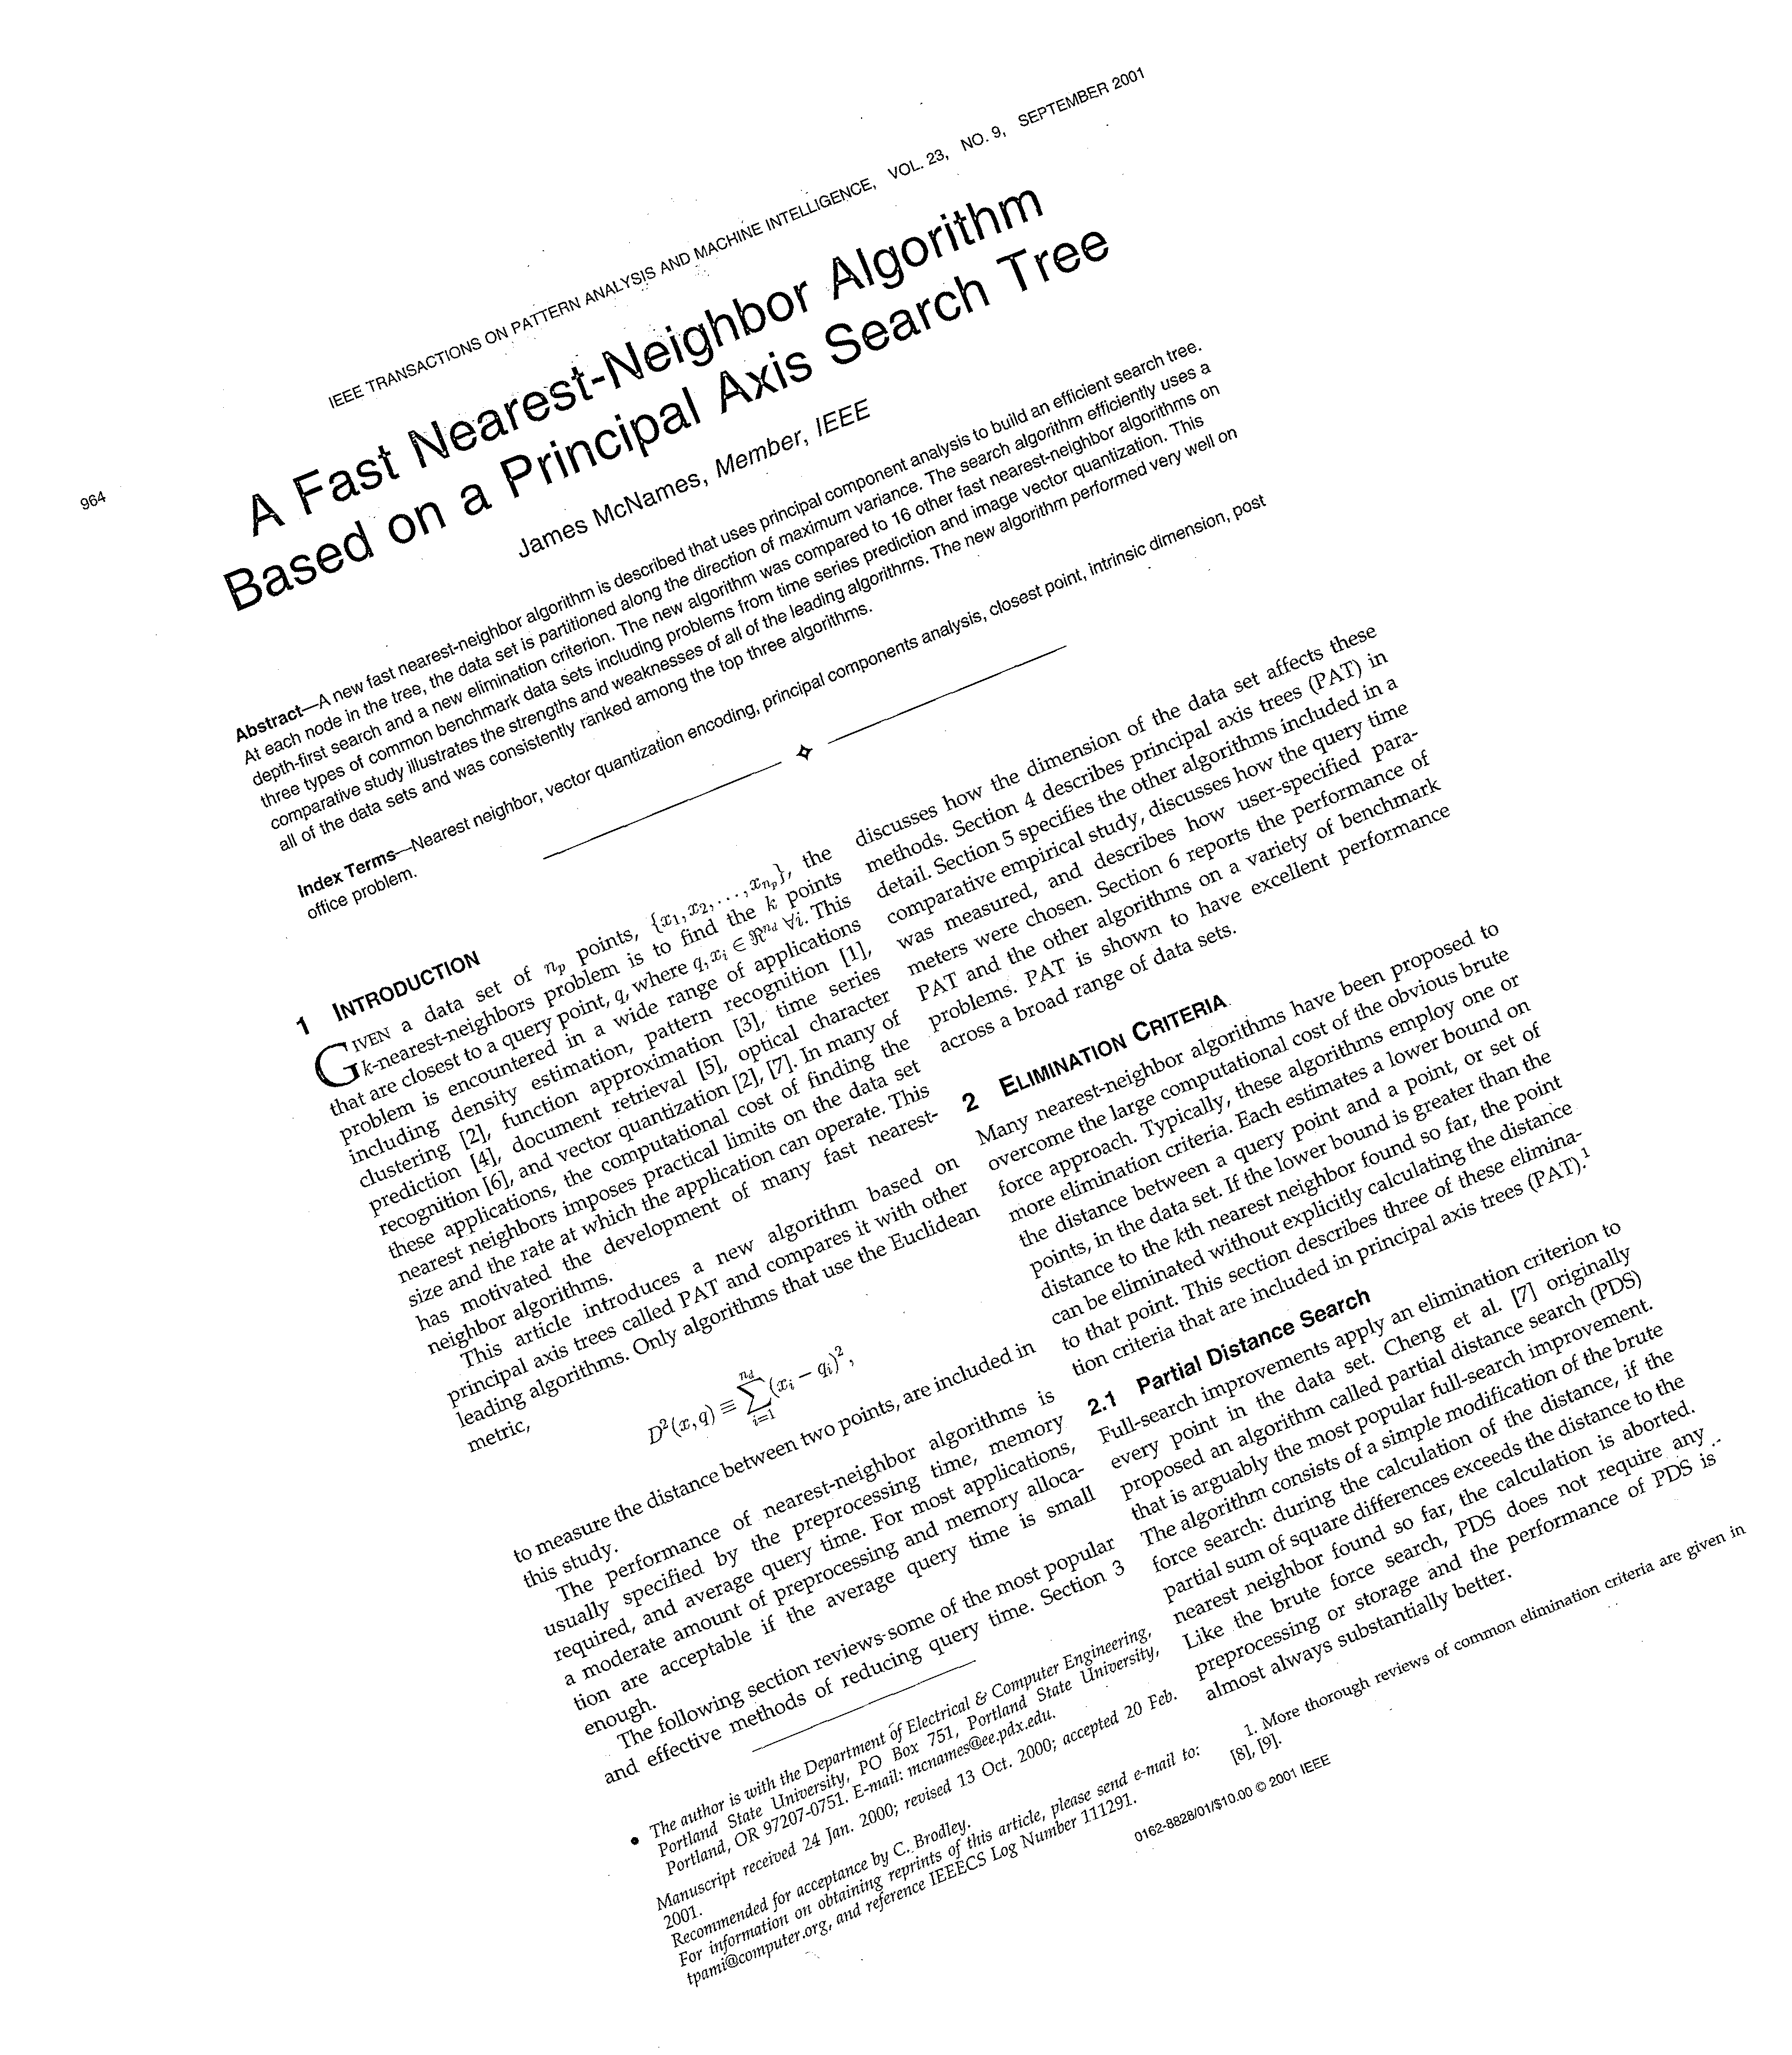 964
IEEE TRANSACTIONS ON PATTERN ANALYSIS AND MACHINE INTELLIGENCE, VOL. 23, NO. 9, SEPTEMBER 2001
A Fast Nearest-Neighbor Algorithm
Based on a Principal Axis Search Tree
James McNames, Member, IEEE
Abstract—A new fast nearest-neighbor algorithm is described that uses principal component analysis to build an efficient search tree.
At each node in the tree, the data set is partitioned along the direction of maximum variance. The search algorithm efficiently uses a
depth-first search and a new elimination criterion. The new algorithm was compared to 16 other fast nearest-neighbor algorithms on
three types of common benchmark data sets including problems from time series prediction and image vector quantization. This
comparative study illustrates the strengths and weaknesses of all of the leading algorithms. The new algorithm performed very well on
all of the data sets and was consistently ranked among the top three algorithms.
Index Terms—Nearest neighbor, vector quantization encoding, principal components analysis, closest point, intrinsic dimension, post
office problem.
1 INTRODUCTION
GIVEN a data set of n_p points, {x_1, x_2, ..., x_{n_p}}, the
k-nearest-neighbors problem is to find the k points
that are closest to a query point, q, where q, x_i ∈ ℜ^{n_d} ∀i. This
problem is encountered in a wide range of applications
including density estimation, pattern recognition [1],
clustering [2], function approximation [3], time series
prediction [4], document retrieval [5], optical character
recognition [6], and vector quantization [2], [7]. In many of
these applications, the computational cost of finding the
nearest neighbors imposes practical limits on the data set
size and the rate at which the application can operate. This
has motivated the development of many fast nearest-
neighbor algorithms.
This article introduces a new algorithm based on
principal axis trees called PAT and compares it with other
leading algorithms. Only algorithms that use the Euclidean
metric,
D²(x, q) ≡ ∑_{i=1}^{n_d} (x_i − q_i)²,
to measure the distance between two points, are included in
this study.
The performance of nearest-neighbor algorithms is
usually specified by the preprocessing time, memory
required, and average query time. For most applications,
a moderate amount of preprocessing and memory alloca-
tion are acceptable if the average query time is small
enough.
The following section reviews some of the most popular
and effective methods of reducing query time. Section 3
• The author is with the Department of Electrical & Computer Engineering,
Portland State University, PO Box 751, Portland State University,
Portland, OR 97207-0751. E-mail: mcnames@ee.pdx.edu.
Manuscript received 24 Jan. 2000; revised 13 Oct. 2000; accepted 20 Feb.
2001.
Recommended for acceptance by C. Brodley.
For information on obtaining reprints of this article, please send e-mail to:
tpami@computer.org, and reference IEEECS Log Number 111291.
discusses how the dimension of the data set affects these
methods. Section 4 describes principal axis trees (PAT) in
detail. Section 5 specifies the other algorithms included in a
comparative empirical study, discusses how the query time
was measured, and describes how user-specified para-
meters were chosen. Section 6 reports the performance of
PAT and the other algorithms on a variety of benchmark
problems. PAT is shown to have excellent performance
across a broad range of data sets.
2 ELIMINATION CRITERIA
Many nearest-neighbor algorithms have been proposed to
overcome the large computational cost of the obvious brute
force approach. Typically, these algorithms employ one or
more elimination criteria. Each estimates a lower bound on
the distance between a query point and a point, or set of
points, in the data set. If the lower bound is greater than the
distance to the kth nearest neighbor found so far, the point
can be eliminated without explicitly calculating the distance
to that point. This section describes three of these elimina-
tion criteria that are included in principal axis trees (PAT).¹
2.1 Partial Distance Search
Full-search improvements apply an elimination criterion to
every point in the data set. Cheng et al. [7] originally
proposed an algorithm called partial distance search (PDS)
that is arguably the most popular full-search improvement.
The algorithm consists of a simple modification of the brute
force search: during the calculation of the distance, if the
partial sum of square differences exceeds the distance to the
nearest neighbor found so far, the calculation is aborted.
Like the brute force search, PDS does not require any
preprocessing or storage and the performance of PDS is
almost always substantially better.
1. More thorough reviews of common elimination criteria are given in
[8], [9].
0162-8828/01/$10.00 © 2001 IEEE